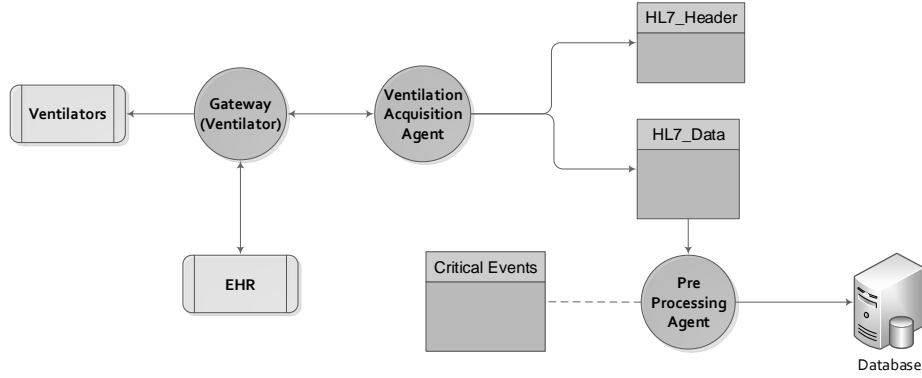 HL7_Header
Ventilators
Gateway
(Ventilator)
Ventilation
Acquisition
Agent
HL7_Data
Critical Events
EHR
Pre
Processing
Agent
Database